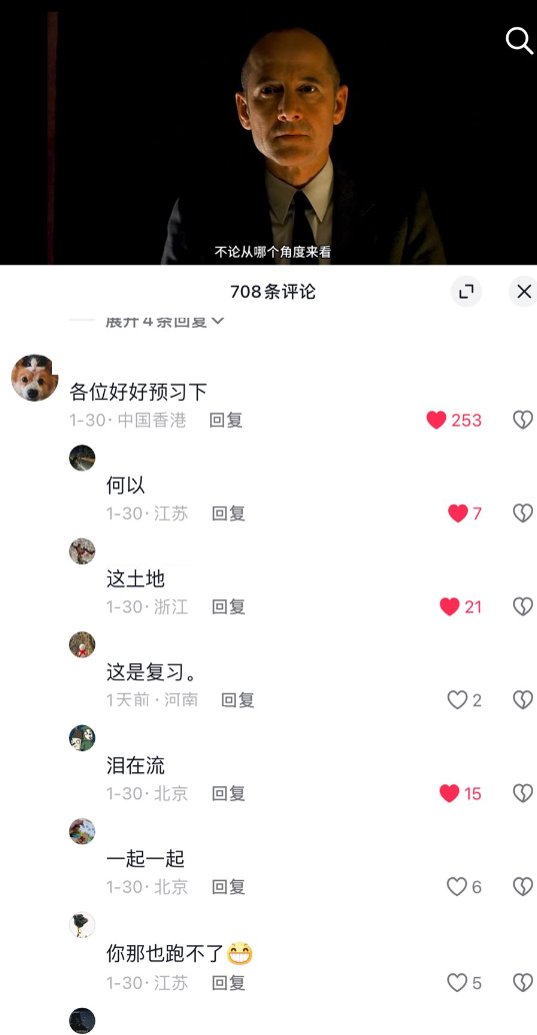 不论从哪个角度来看
708条评论
展开4条回复
各位好好预习下
1-30·中国香港 回复
253
何以
1-30·江苏 回复
7
这土地
1-30·浙江 回复
21
这是复习。
1天前·河南 回复
2
泪在流
1-30·北京 回复
15
一起一起
1-30·北京 回复
6
你那也跑不了😁
1-30·江苏 回复
5